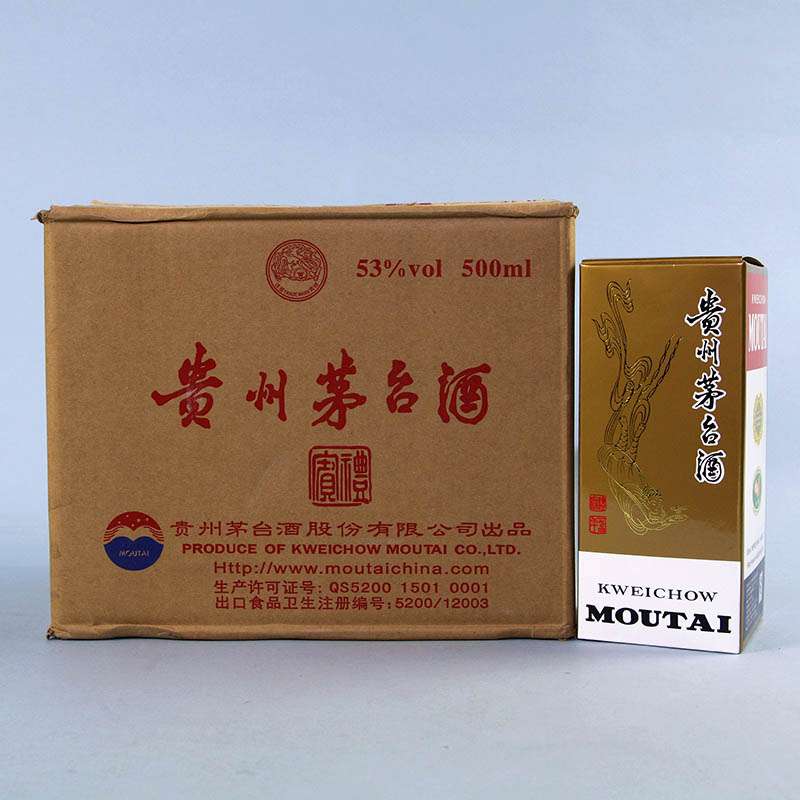 53%vol 500ml
贵州茅台酒
礼宾
MOUTAI
贵州茅台酒股份有限公司出品
PRODUCE OF KWEICHOW MOUTAI CO.,LTD.
Http://www.moutaichina.com
生产许可证号: QS5200 1501 0001
出口食品卫生注册编号: 5200/12003
贵州茅台酒
KWEICHOW
MOUTAI
KWEICHOW
MOUTAI